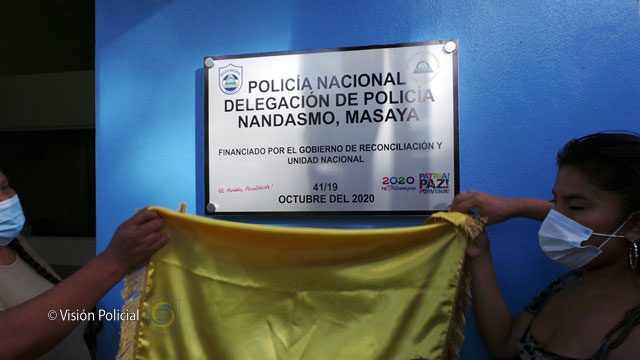 POLICÍA NACIONAL
DELEGACIÓN DE POLICÍA
NANDASMO, MASAYA
FINANCIADO POR EL GOBIERNO DE RECONCILIACIÓN Y
UNIDAD NACIONAL
41/19
OCTUBRE DEL 2020
2020
PATRIA!
PAZ!
PORVENIR!
© Visión Policial